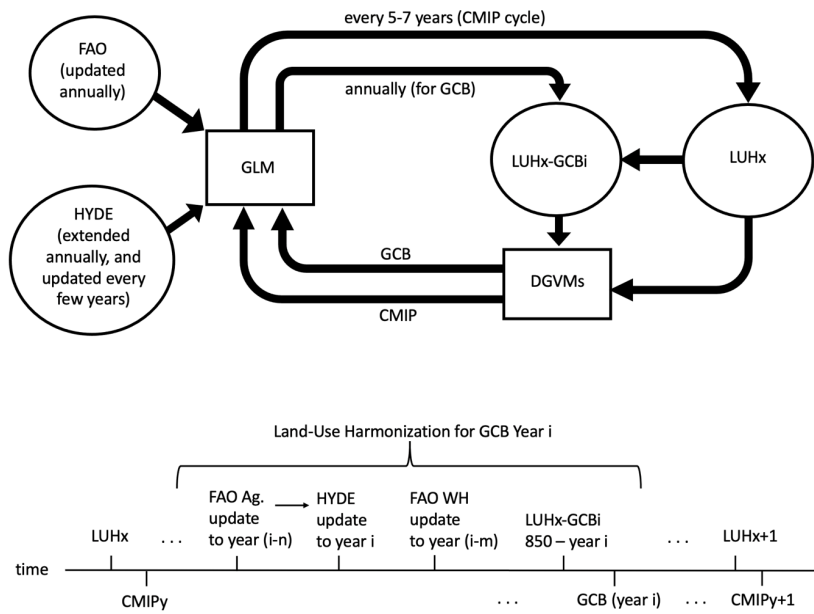 every 5-7 years (CMIP cycle)
FAO
(updated
annually)
annually (for GCB)
GLM
LUHx-GCBi
LUHx
HYDE
(extended
annually, and
updated every
few years)
GCB
DGVMs
CMIP
Land-Use Harmonization for GCB Year i
FAO Ag.
update
to year (i-n)
HYDE
update
to year i
FAO WH
update
to year (i-m)
LUHx-GCBi
850 – year i
LUHx
...
...
LUHx+1
time
CMIPy
...
GCB (year i)
...
CMIPy+1